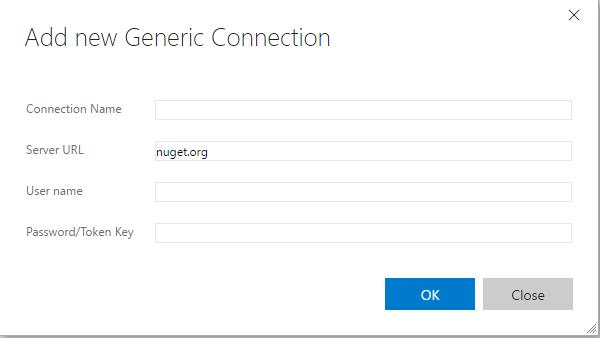 Add new Generic Connection
Connection Name
Server URL nuget.org
User name
Password/Token Key
OK Close